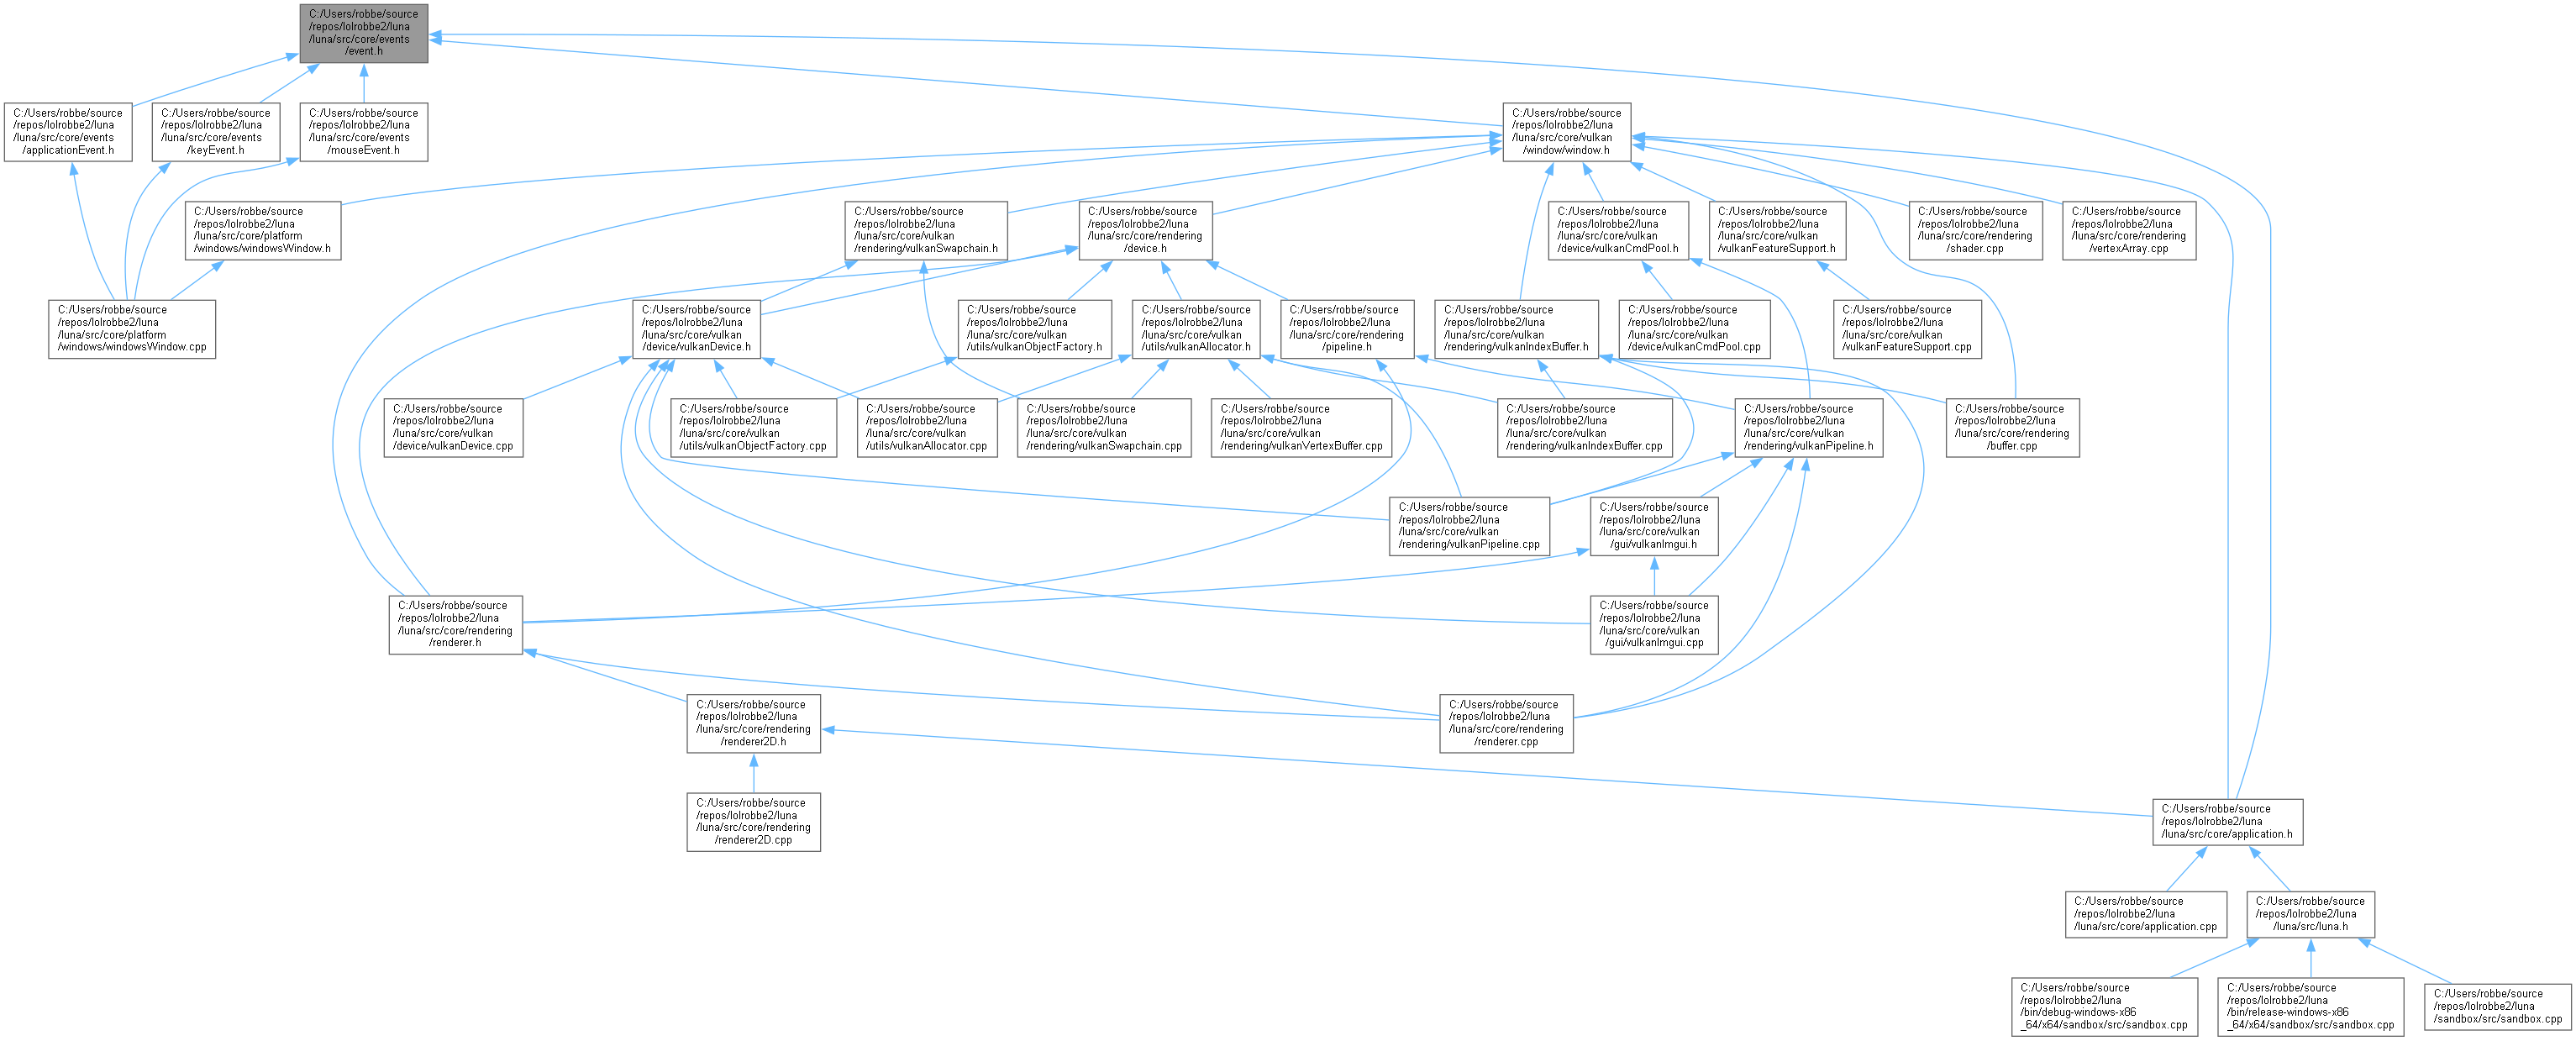 C:/Users/robbe/source
/repos/lolrobbe2/luna
/luna/src/core/events
/event.h
C:/Users/robbe/source
/repos/lolrobbe2/luna
/luna/src/core/events
/applicationEvent.h
C:/Users/robbe/source
/repos/lolrobbe2/luna
/luna/src/core/events
/keyEvent.h
C:/Users/robbe/source
/repos/lolrobbe2/luna
/luna/src/core/events
/mouseEvent.h
C:/Users/robbe/source
/repos/lolrobbe2/luna
/luna/src/core/vulkan
/window/window.h
C:/Users/robbe/source
/repos/lolrobbe2/luna
/luna/src/core/platform
/windows/windowsWindow.h
C:/Users/robbe/source
/repos/lolrobbe2/luna
/luna/src/core/vulkan
/rendering/vulkanSwapchain.h
C:/Users/robbe/source
/repos/lolrobbe2/luna
/luna/src/core/rendering
/device.h
C:/Users/robbe/source
/repos/lolrobbe2/luna
/luna/src/core/vulkan
/device/vulkanCmdPool.h
C:/Users/robbe/source
/repos/lolrobbe2/luna
/luna/src/core/vulkan
/vulkanFeatureSupport.h
C:/Users/robbe/source
/repos/lolrobbe2/luna
/luna/src/core/rendering
/shader.cpp
C:/Users/robbe/source
/repos/lolrobbe2/luna
/luna/src/core/rendering
/vertexArray.cpp
C:/Users/robbe/source
/repos/lolrobbe2/luna
/luna/src/core/platform
/windows/windowsWindow.cpp
C:/Users/robbe/source
/repos/lolrobbe2/luna
/luna/src/core/vulkan
/device/vulkanDevice.h
C:/Users/robbe/source
/repos/lolrobbe2/luna
/luna/src/core/vulkan
/utils/vulkanObjectFactory.h
C:/Users/robbe/source
/repos/lolrobbe2/luna
/luna/src/core/vulkan
/utils/vulkanAllocator.h
C:/Users/robbe/source
/repos/lolrobbe2/luna
/luna/src/core/rendering
/pipeline.h
C:/Users/robbe/source
/repos/lolrobbe2/luna
/luna/src/core/vulkan
/rendering/vulkanIndexBuffer.h
C:/Users/robbe/source
/repos/lolrobbe2/luna
/luna/src/core/vulkan
/device/vulkanCmdPool.cpp
C:/Users/robbe/source
/repos/lolrobbe2/luna
/luna/src/core/vulkan
/vulkanFeatureSupport.cpp
C:/Users/robbe/source
/repos/lolrobbe2/luna
/luna/src/core/vulkan
/device/vulkanDevice.cpp
C:/Users/robbe/source
/repos/lolrobbe2/luna
/luna/src/core/vulkan
/utils/vulkanObjectFactory.cpp
C:/Users/robbe/source
/repos/lolrobbe2/luna
/luna/src/core/vulkan
/utils/vulkanAllocator.cpp
C:/Users/robbe/source
/repos/lolrobbe2/luna
/luna/src/core/vulkan
/rendering/vulkanSwapchain.cpp
C:/Users/robbe/source
/repos/lolrobbe2/luna
/luna/src/core/vulkan
/rendering/vulkanVertexBuffer.cpp
C:/Users/robbe/source
/repos/lolrobbe2/luna
/luna/src/core/vulkan
/rendering/vulkanIndexBuffer.cpp
C:/Users/robbe/source
/repos/lolrobbe2/luna
/luna/src/core/vulkan
/rendering/vulkanPipeline.h
C:/Users/robbe/source
/repos/lolrobbe2/luna
/luna/src/core/rendering
/buffer.cpp
C:/Users/robbe/source
/repos/lolrobbe2/luna
/luna/src/core/vulkan
/rendering/vulkanPipeline.cpp
C:/Users/robbe/source
/repos/lolrobbe2/luna
/luna/src/core/vulkan
/gui/vulkanImgui.h
C:/Users/robbe/source
/repos/lolrobbe2/luna
/luna/src/core/rendering
/renderer.h
C:/Users/robbe/source
/repos/lolrobbe2/luna
/luna/src/core/vulkan
/gui/vulkanImgui.cpp
C:/Users/robbe/source
/repos/lolrobbe2/luna
/luna/src/core/rendering
/renderer2D.h
C:/Users/robbe/source
/repos/lolrobbe2/luna
/luna/src/core/rendering
/renderer.cpp
C:/Users/robbe/source
/repos/lolrobbe2/luna
/luna/src/core/rendering
/renderer2D.cpp
C:/Users/robbe/source
/repos/lolrobbe2/luna
/luna/src/core/application.h
C:/Users/robbe/source
/repos/lolrobbe2/luna
/luna/src/core/application.cpp
C:/Users/robbe/source
/repos/lolrobbe2/luna
/luna/src/luna.h
C:/Users/robbe/source
/repos/lolrobbe2/luna
/bin/debug-windows-x86
_64/x64/sandbox/src/sandbox.cpp
C:/Users/robbe/source
/repos/lolrobbe2/luna
/bin/release-windows-x86
_64/x64/sandbox/src/sandbox.cpp
C:/Users/robbe/source
/repos/lolrobbe2/luna
/sandbox/src/sandbox.cpp